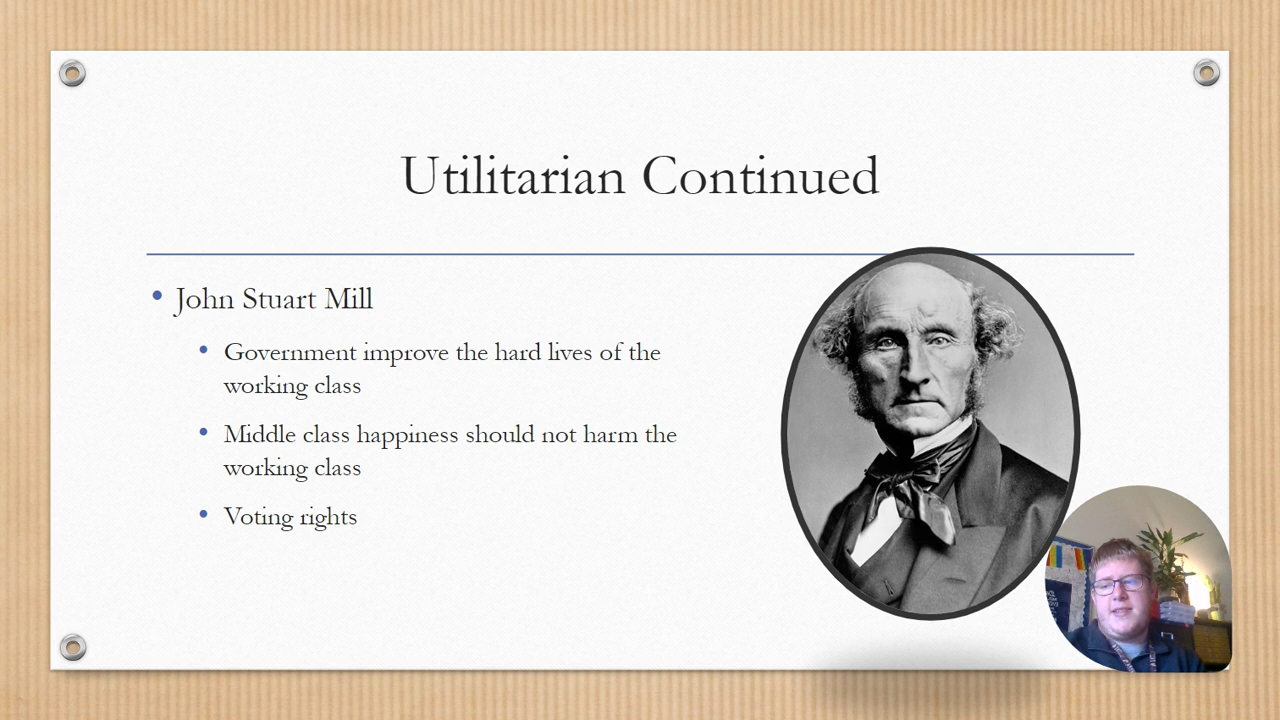 Utilitarian Continued
• John Stuart Mill
• Government improve the hard lives of the
working class
• Middle class happiness should not harm the
working class
• Voting rights